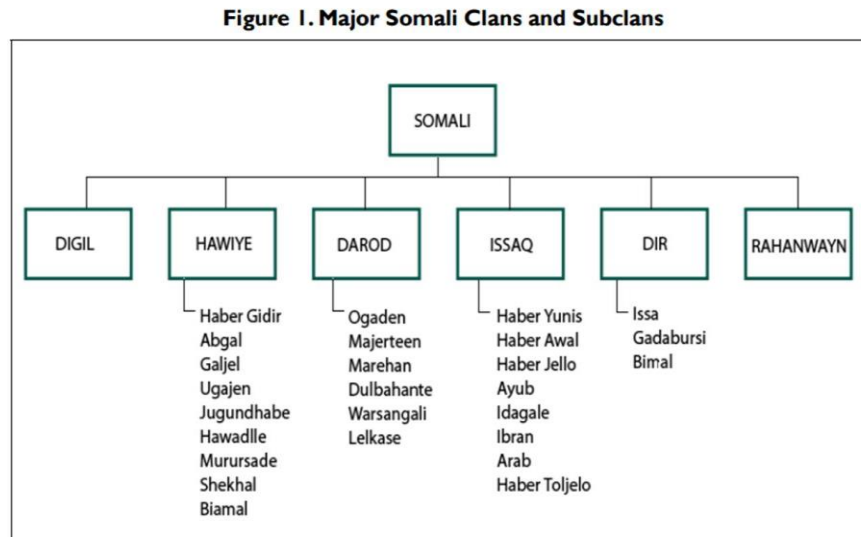 Figure 1. Major Somali Clans and Subclans
SOMALI
DIGIL
HAWIYE
DAROD
ISSAQ
DIR
RAHANWAYN
Haber Gidir
Abgal
Galjel
Ugajen
Jugundhabe
Hawadlle
Murursade
Shekhal
Biamal
Ogaden
Majerteen
Marehan
Dulbahante
Warsangali
Lelkase
Haber Yunis
Haber Awal
Haber Jello
Ayub
Idagale
Ibran
Arab
Haber Toljelo
Issa
Gadabursi
Bimal